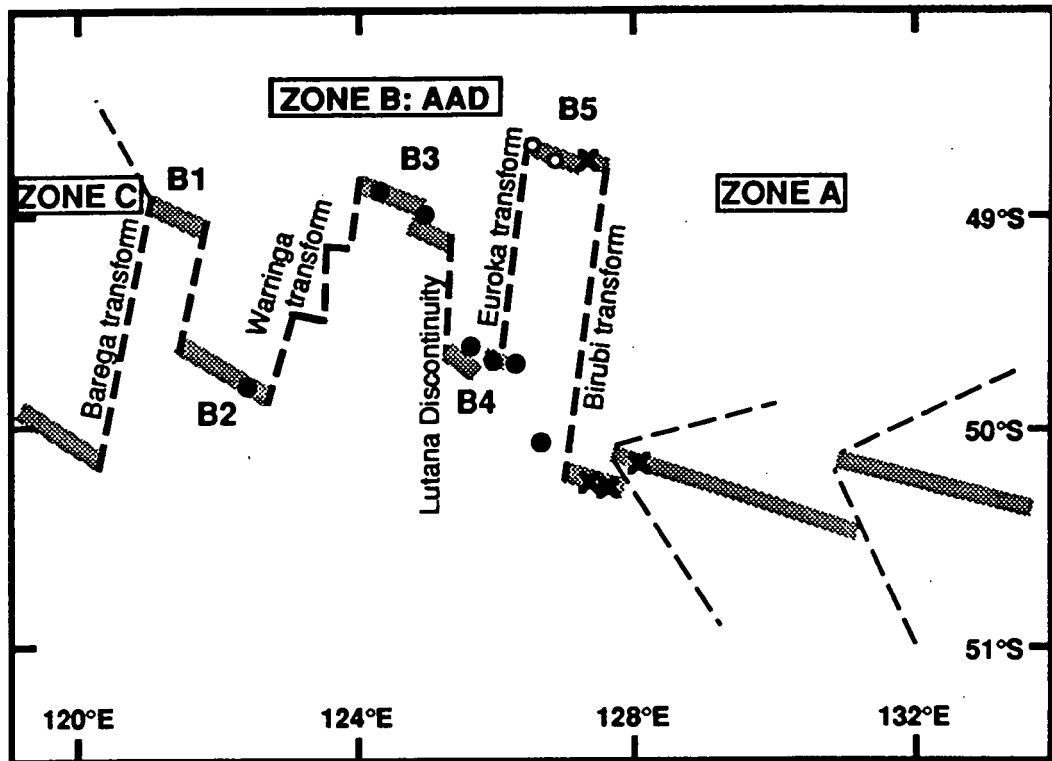 ZONE B: AAD
B5
B3
B1
ZONE C
ZONE A
49°S
Barega transform
Warringa
transform
Lutana Discontinuity
Euroka transform
Birubi transform
B2
B4
50°S
51°S
120°E
124°E
128°E
132°E